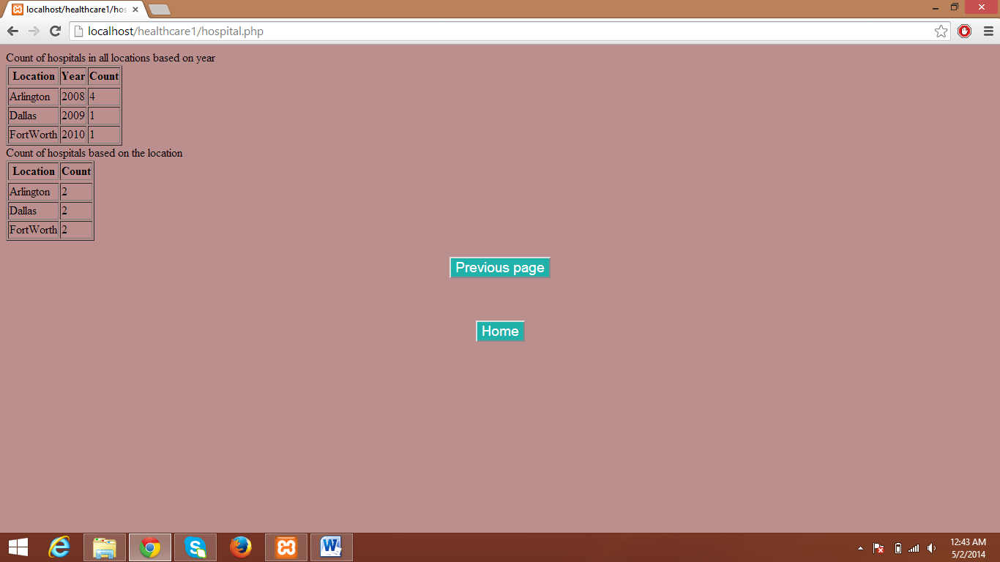 localhost/healthcare1/hos
localhost/healthcare1/hospital.php
Count of hospitals in all locations based on year
Location Year Count
Arlington 2008 4
Dallas 2009 1
FortWorth 2010 1
Count of hospitals based on the location
Location Count
Arlington 2
Dallas 2
FortWorth 2
Previous page
Home
12:43 AM
5/2/2014